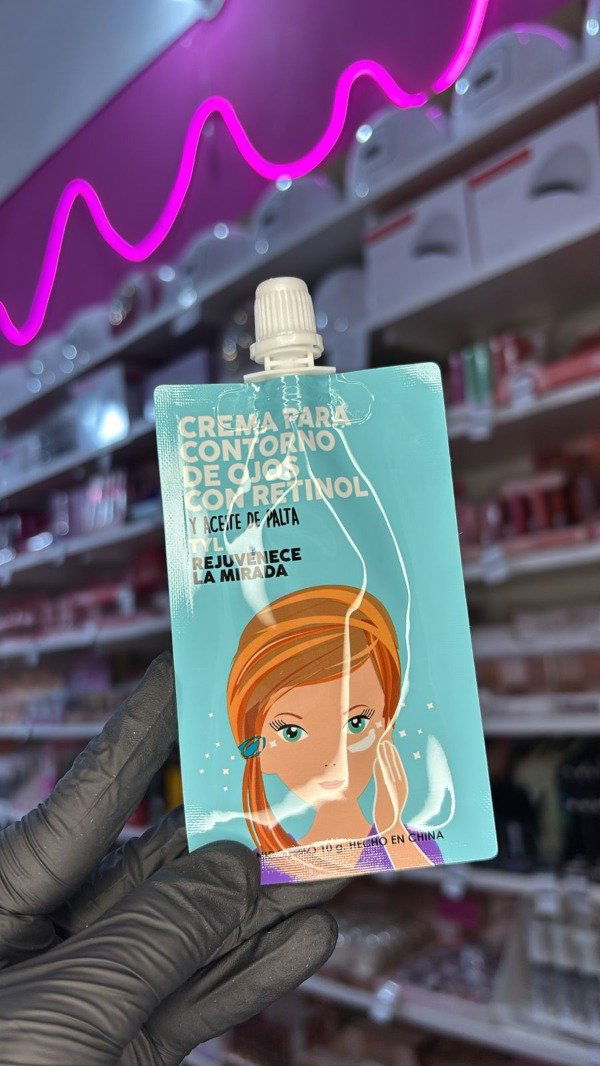 CREMA PARA
CONTORNO
DE OJOS
CON RETINOL
Y ACEITE DE PALTA
TYL
REJUVENECE
LA MIRADA
10 g. HECHO EN CHINA